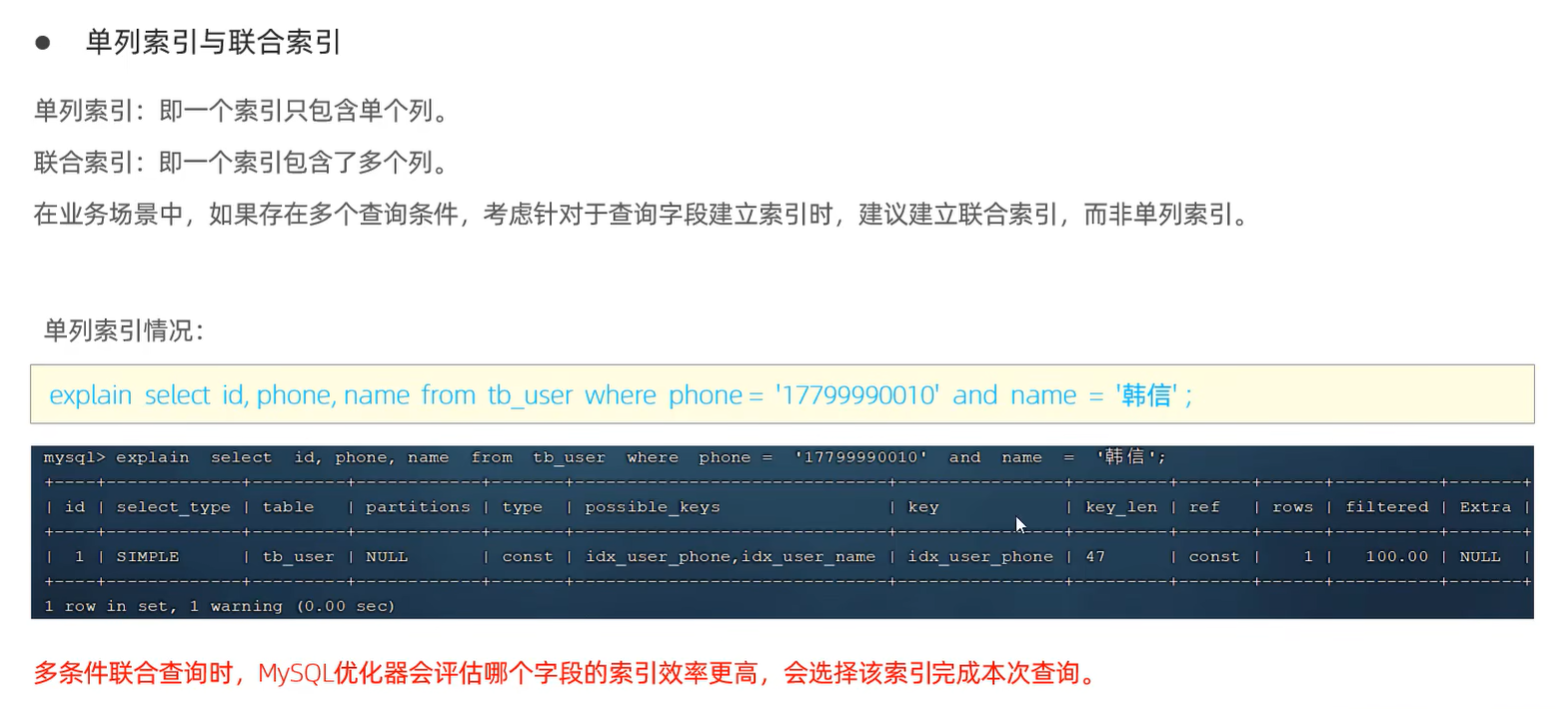 ● 单列索引与联合索引
单列索引：即一个索引只包含单个列。
联合索引：即一个索引包含了多个列。
在业务场景中，如果存在多个查询条件，考虑针对于查询字段建立索引时，建议建立联合索引，而非单列索引。
单列索引情况：
explain select id, phone, name from tb_user where phone = '17799990010' and name = '韩信' ;
mysql> explain select id, phone, name from tb_user where phone = '17799990010' and name = '韩信';
+----+-------------+---------+------------+-------+------------------------------+----------------+---------+-------+------+----------+-------+
| id | select_type | table | partitions | type | possible_keys | key | key_len | ref | rows | filtered | Extra |
+----+-------------+---------+------------+-------+------------------------------+----------------+---------+-------+------+----------+-------+
| 1 | SIMPLE | tb_user | NULL | const | idx_user_phone,idx_user_name | idx_user_phone | 47 | const | 1 | 100.00 | NULL |
+----+-------------+---------+------------+-------+------------------------------+----------------+---------+-------+------+----------+-------+
1 row in set, 1 warning (0.00 sec)
多条件联合查询时，MySQL优化器会评估哪个字段的索引效率更高，会选择该索引完成本次查询。